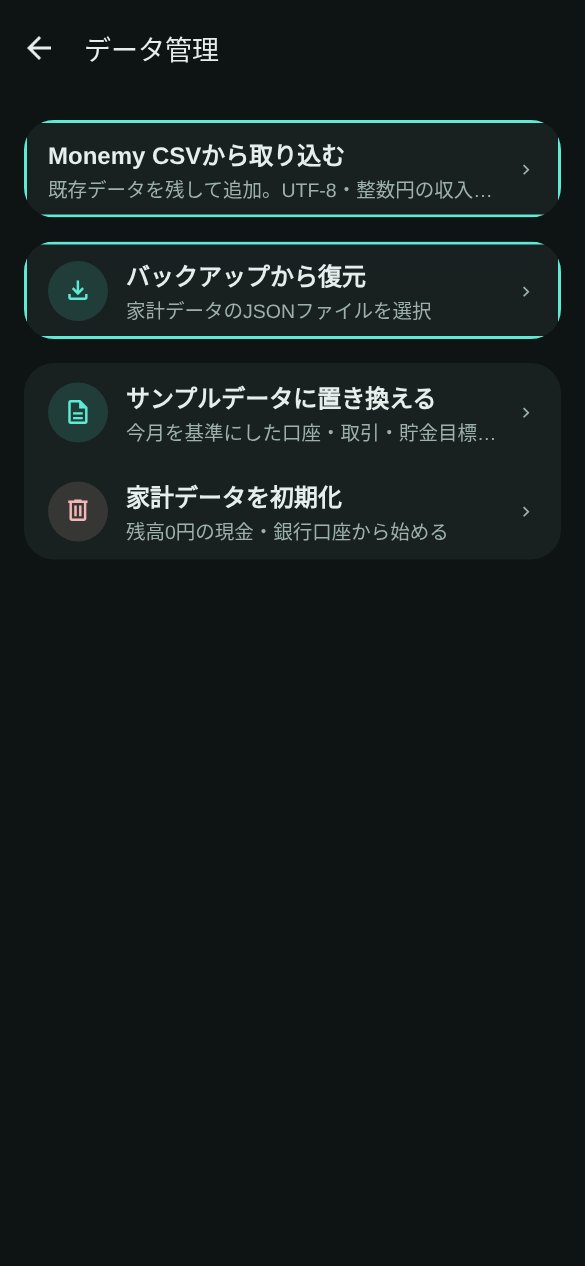 データ管理
Monemy CSVから取り込む
既存データを残して追加。UTF-8・整数円の収入…
バックアップから復元
家計データのJSONファイルを選択
サンプルデータに置き換える
今月を基準にした口座・取引・貯金目標…
家計データを初期化
残高0円の現金・銀行口座から始める